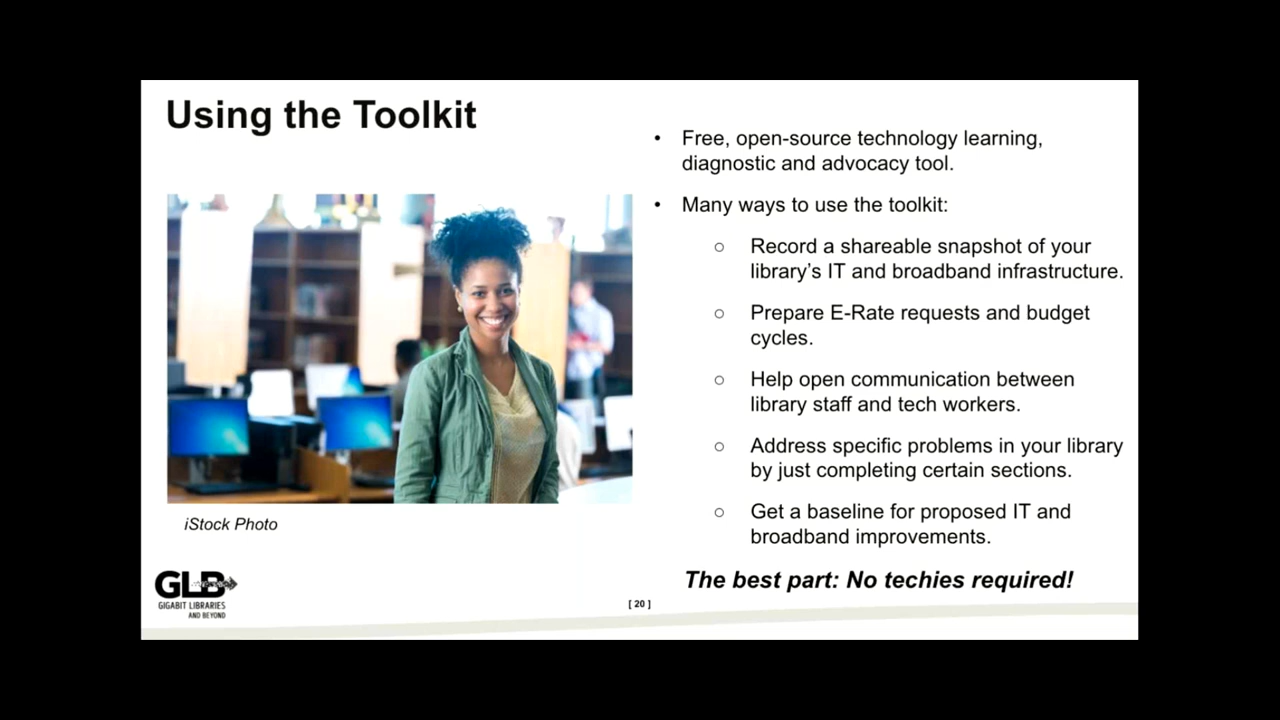 Using the Toolkit
• Free, open-source technology learning,
diagnostic and advocacy tool.
• Many ways to use the toolkit:
○ Record a shareable snapshot of your
library’s IT and broadband infrastructure.
○ Prepare E-Rate requests and budget
cycles.
○ Help open communication between
library staff and tech workers.
○ Address specific problems in your library
by just completing certain sections.
○ Get a baseline for proposed IT and
broadband improvements.
The best part: No techies required!
iStock Photo
GLB
GIGABIT LIBRARIES
AND BEYOND
[ 20 ]